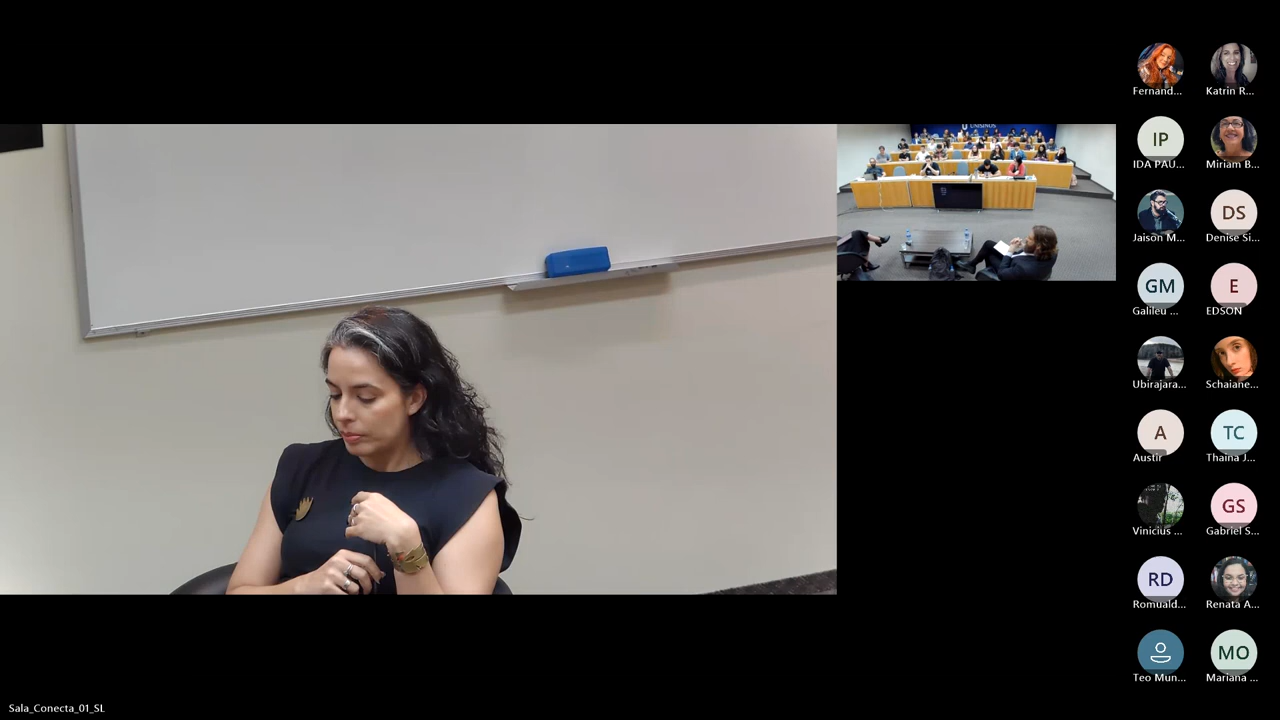 UNISINOS
Fernand...
Katrin R...
IP
IDA PAU...
Miriam B...
Jaison M...
DS
Denise Si...
GM
Galileu ...
E
EDSON
Ubirajara...
Schaiane...
A
Austir
TC
Thaina J...
Vinicius ...
GS
Gabriel S...
RD
Romuald...
Renata A...
Teo Mun...
MO
Mariana ...
Sala_Conecta_01_SL